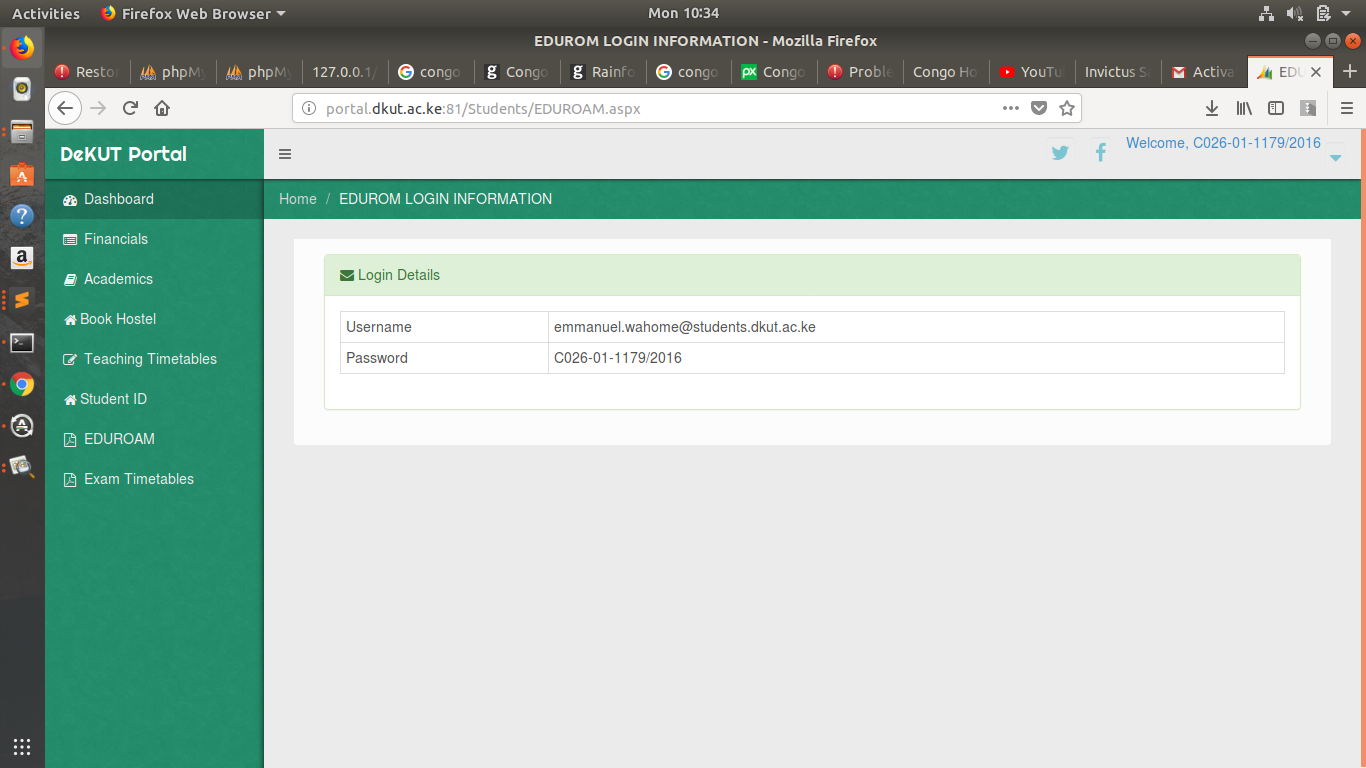 Activities Firefox Web Browser Mon 10:34
EDUROM LOGIN INFORMATION - Mozilla Firefox
Restor phpMy phpMy 127.0.0.1/ congo Congo Rainfo congo Congo Proble Congo Ho YouTu Invictus Sa Activa EDU
portal.dkut.ac.ke:81/Students/EDUROAM.aspx
DeKUT Portal
Welcome, C026-01-1179/2016
Dashboard
Home / EDUROM LOGIN INFORMATION
Financials
Academics
Book Hostel
Teaching Timetables
Student ID
EDUROAM
Exam Timetables
Login Details
Username emmanuel.wahome@students.dkut.ac.ke
Password C026-01-1179/2016